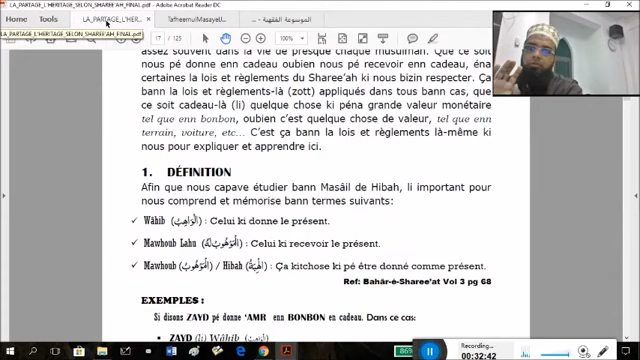 LA_PARTAGE_L'HERITAGE_SELON_SHAREE'AH_FINAL.pdf - Adobe Acrobat Reader DC
Home Tools LA_PARTAGE_L'HER... × TafheemulMasayel... الموسوعة الفقهية - ...
LA_PARTAGE_L'HERITAGE_SELON_SHAREE'AH_FINAL.pdf
17 100%
assez souvent dans la vie de presque chaque musulman. Que ce soit
nous pé donne enn cadeau oubien nous pé recevoir enn cadeau, éna
certaines la lois et règlements du Sharee'ah ki nous bizin respecter. Ça
bann la lois et règlements-là (zott) appliqués dans tous bann cas, que
ce soit cadeau-là (li) quelque chose ki péna grande valeur monétaire
tel que enn bonbon, oubien c'est quelque chose de valeur, tel que enn
terrain, voiture, etc... C'est ça bann la lois et règlements là-même ki
nous pour expliquer et apprendre ici.
1. DÉFINITION
Afin que nous capave étudier bann Masâil de Hibah, li important pour
nous comprend et mémorise bann termes suivants:
✓ Wâhib (اَلْوَاهِبُ) : Celui ki donne le présent.
✓ Mawhoub Lahu (اَلْمَوْهُوْبُ لَهٗ) : Celui ki recevoir le présent.
✓ Mawhoub (اَلْمَوْهُوْبُ) / Hibah (اَلْهِبَةُ) : Ça kitchose ki pé être donné comme présent.
Ref: Bahâr-è-Sharee'at Vol 3 pg 68
EXEMPLES :
Si disons ZAYD pé donne 'AMR enn BONBON en cadeau. Dans ce cas:
• ZAYD (li) Wâhib (اَلْوَاهِبُ)
86%
Recording...
00:32:42